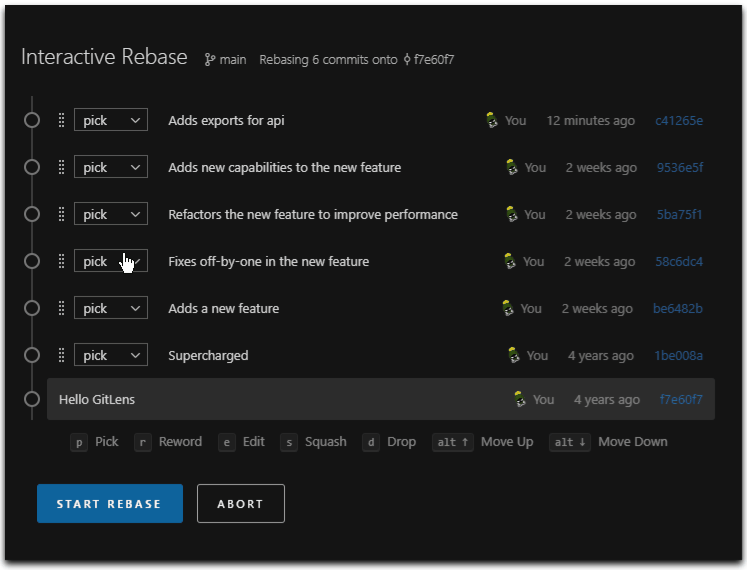 Interactive Rebase main Rebasing 6 commits onto f7e60f7
pick Adds exports for api You 12 minutes ago c41265e
pick Adds new capabilities to the new feature You 2 weeks ago 9536e5f
pick Refactors the new feature to improve performance You 2 weeks ago 5ba75f1
pick Fixes off-by-one in the new feature You 2 weeks ago 58c6dc4
pick Adds a new feature You 2 weeks ago be6482b
pick Supercharged You 4 years ago 1be008a
Hello GitLens You 4 years ago f7e60f7
p Pick r Reword e Edit s Squash d Drop alt ↑ Move Up alt ↓ Move Down
START REBASE ABORT